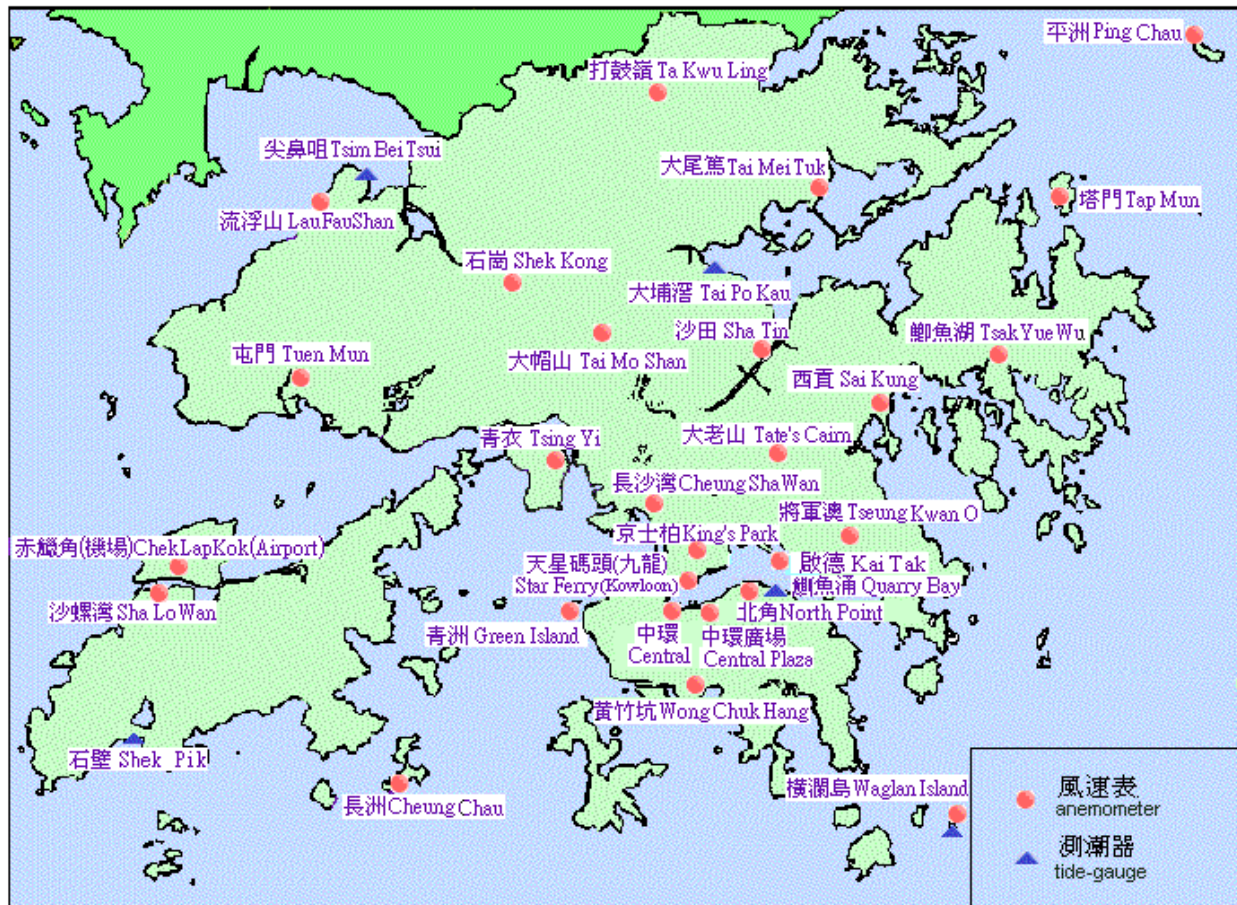 平洲 Ping Chau
打鼓嶺 Ta Kwu Ling
尖鼻咀 Tsim Bei Tsui
大尾篤 Tai Mei Tuk
流浮山 Lau Fau Shan
塔門 Tap Mun
石崗 Shek Kong
大埔滘 Tai Po Kau
沙田 Sha Tin
鰂魚湖 Tsak Yue Wu
屯門 Tuen Mun
大帽山 Tai Mo Shan
西貢 Sai Kung
青衣 Tsing Yi
大老山 Tate's Cairn
長沙灣 Cheung Sha Wan
將軍澳 Tseung Kwan O
京士柏 King's Park
赤鱲角(機場) Chek Lap Kok (Airport)
天星碼頭(九龍)
Star Ferry (Kowloon)
啟德 Kai Tak
鰂魚涌 Quarry Bay
沙螺灣 Sha Lo Wan
北角 North Point
青洲 Green Island
中環
Central
中環廣場
Central Plaza
黃竹坑 Wong Chuk Hang
石壁 Shek Pik
長洲 Cheung Chau
橫瀾島 Waglan Island
風速表
anemometer
測潮器
tide-gauge